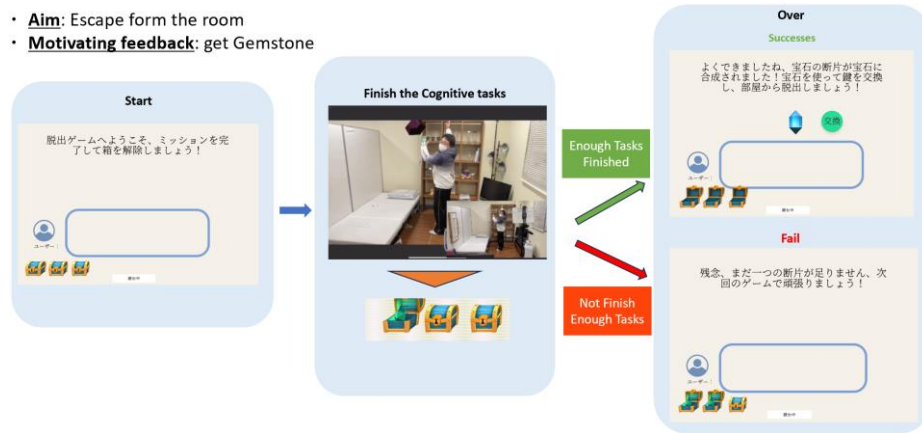 ・ Aim: Escape form the room
・ Motivating feedback: get Gemstone
Start
脱出ゲームへようこそ、ミッションを完
了して箱を解除しましょう！
ユーザー：
Finish the Cognitive tasks
Enough Tasks
Finished
Not Finish
Enough Tasks
Over
Successes
よくできましたね、宝石の断片が宝石に
合成されました！宝石を使って鍵を交換
し、部屋から脱出しましょう！
交換
ユーザー：
Fail
残念、まだ一つの断片が足りません、次
回のゲームで頑張りましょう！
ユーザー：